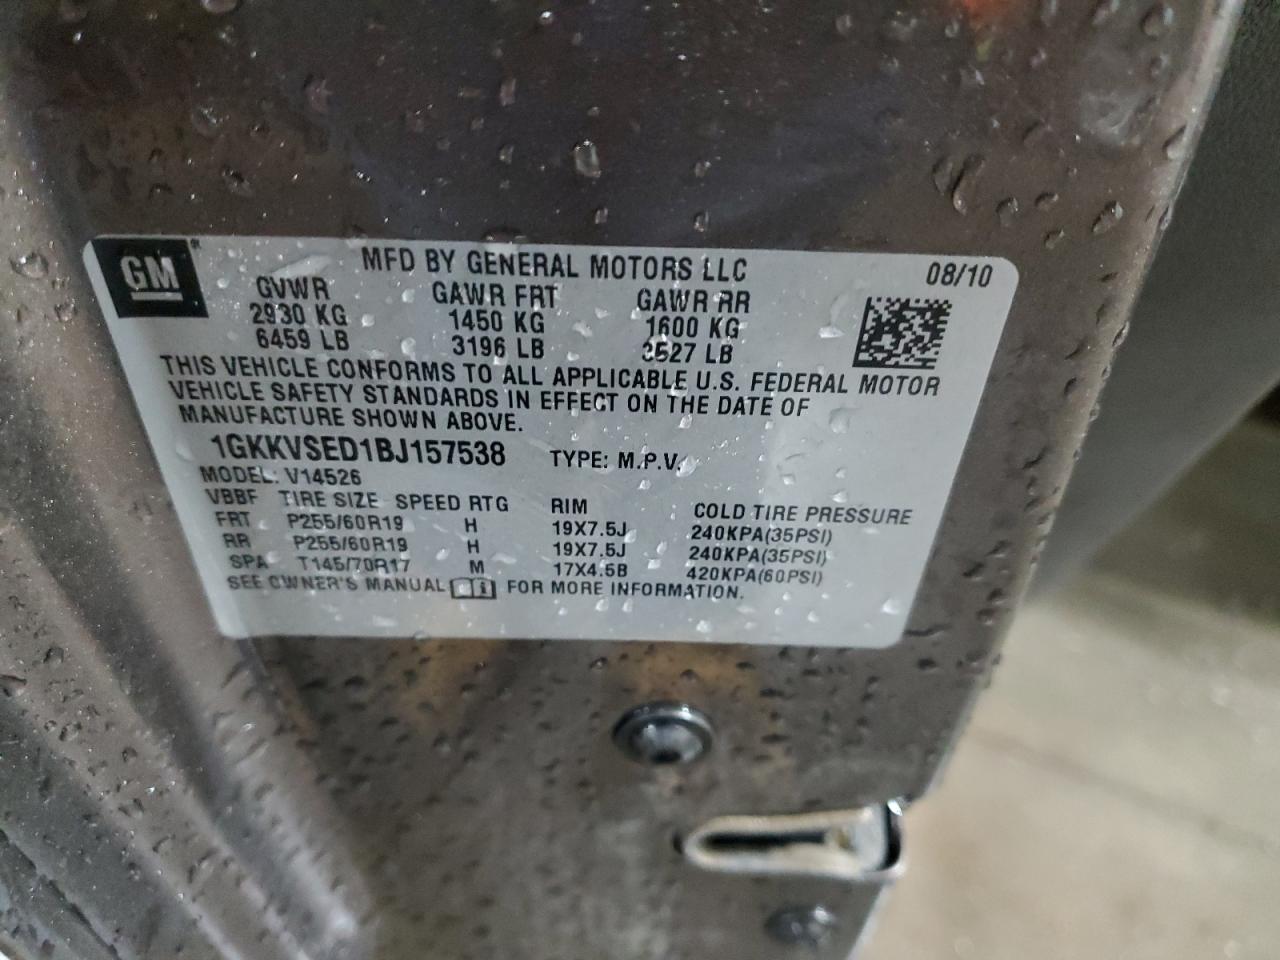 GM
MFD BY GENERAL MOTORS LLC 08/10
GVWR GAWR FRT GAWR RR
2930 KG 1450 KG 1600 KG
6459 LB 3196 LB 3527 LB
THIS VEHICLE CONFORMS TO ALL APPLICABLE U.S. FEDERAL MOTOR
VEHICLE SAFETY STANDARDS IN EFFECT ON THE DATE OF
MANUFACTURE SHOWN ABOVE.
1GKKVSED1BJ157538 TYPE: M.P.V.
MODEL: V14526
VBBF TIRE SIZE SPEED RTG RIM COLD TIRE PRESSURE
FRT P255/60R19 H 19X7.5J 240KPA(35PSI)
RR P255/60R19 H 19X7.5J 240KPA(35PSI)
SPA T145/70R17 M 17X4.5B 420KPA(60PSI)
SEE OWNER'S MANUAL FOR MORE INFORMATION.